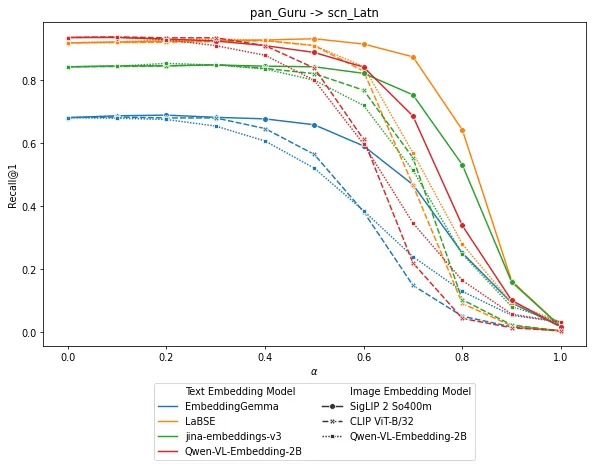 pan_Guru -> scn_Latn
Recall@1
0.8
0.6
0.4
0.2
0.0
0.0 0.2 0.4 0.6 0.8 1.0
α
Text Embedding Model Image Embedding Model
EmbeddingGemma SigLIP 2 So400m
LaBSE CLIP ViT-B/32
jina-embeddings-v3 Qwen-VL-Embedding-2B
Qwen-VL-Embedding-2B